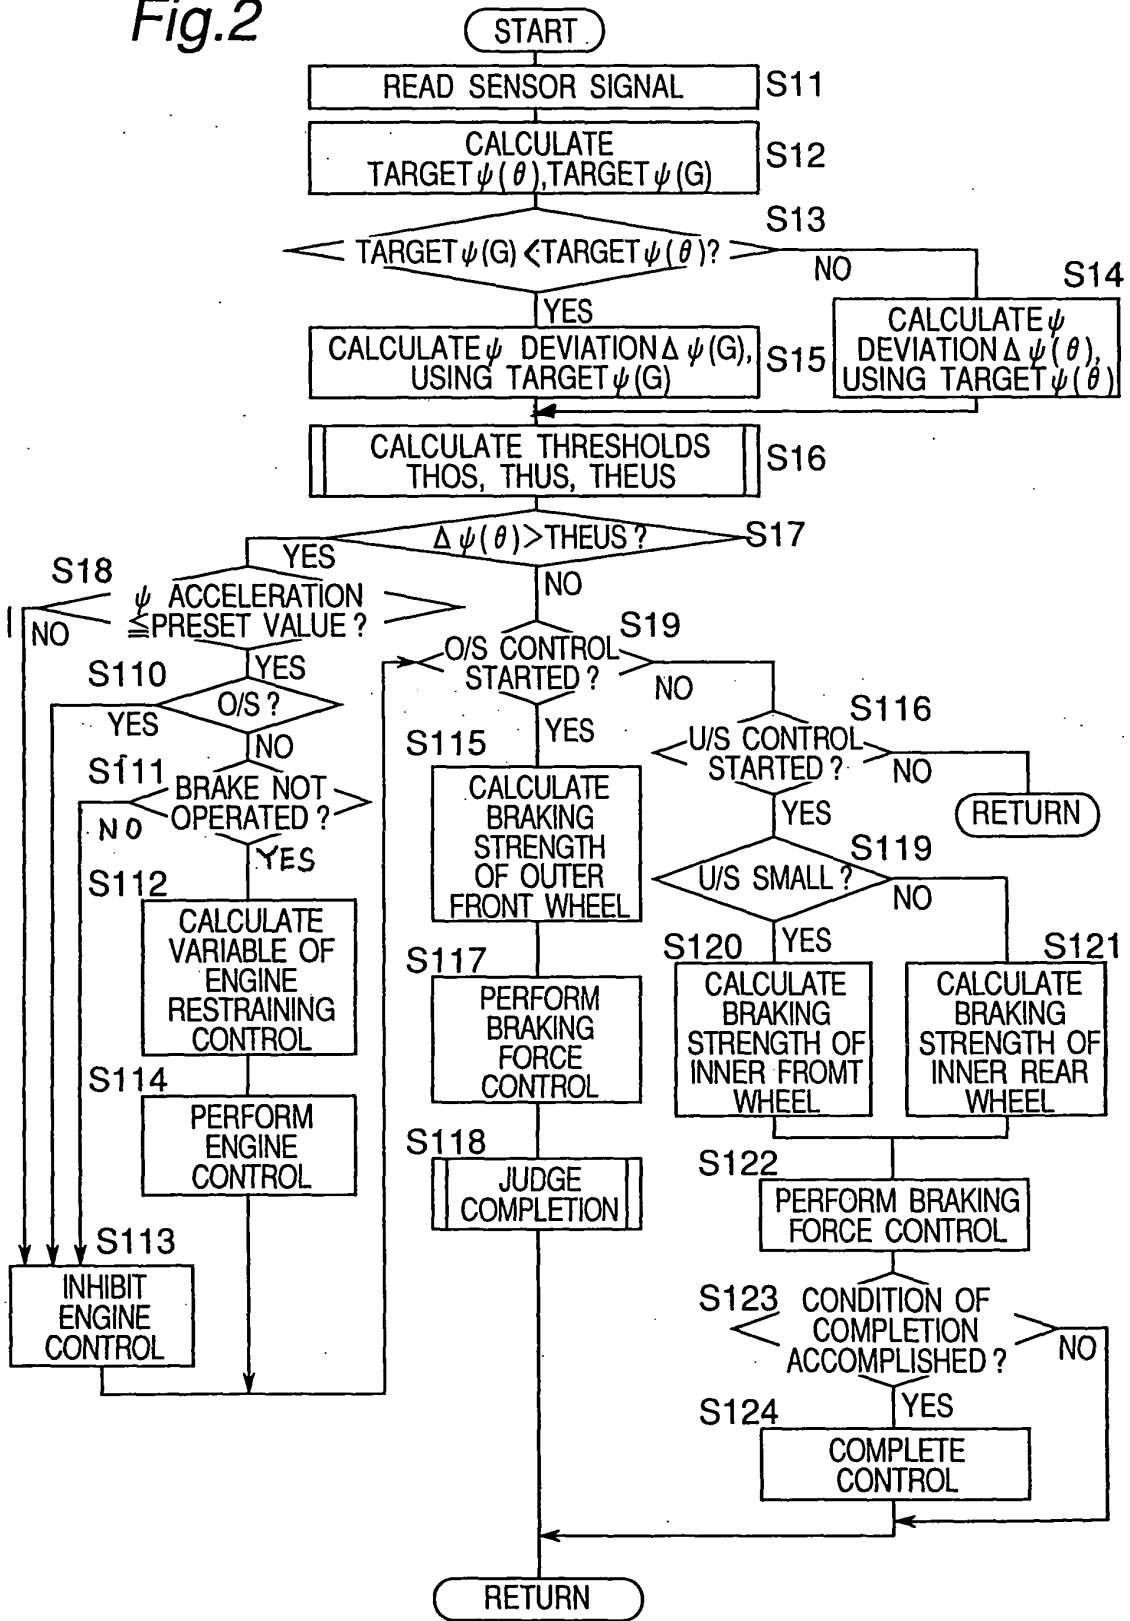 Fig.2
START
READ SENSOR SIGNAL
S11
CALCULATE
TARGET ψ(θ),TARGET ψ(G)
S12
S13
TARGET ψ(G) <TARGET ψ(θ)?
NO
YES
S14
CALCULATE ψ
DEVIATION Δ ψ(θ),
USING TARGET ψ(θ)
CALCULATE ψ DEVIATION Δ ψ(G),
USING TARGET ψ(G)
S15
CALCULATE THRESHOLDS
THOS, THUS, THEUS
S16
Δ ψ(θ)>THEUS ?
S17
YES
NO
S18
ψ ACCELERATION
≦PRESET VALUE ?
NO
YES
S19
O/S CONTROL
STARTED ?
NO
YES
S110
O/S ?
YES
NO
S116
U/S CONTROL
STARTED ?
NO
YES
RETURN
S111
BRAKE NOT
OPERATED ?
NO
YES
S115
CALCULATE
BRAKING
STRENGTH
OF OUTER
FRONT WHEEL
S119
U/S SMALL ?
NO
YES
S112
CALCULATE
VARIABLE OF
ENGINE
RESTRAINING
CONTROL
S117
PERFORM
BRAKING
FORCE
CONTROL
S120
CALCULATE
BRAKING
STRENGTH OF
INNER FROMT
WHEEL
S121
CALCULATE
BRAKING
STRENGTH OF
INNER REAR
WHEEL
S114
PERFORM
ENGINE
CONTROL
S118
JUDGE
COMPLETION
S122
PERFORM BRAKING
FORCE CONTROL
S113
INHIBIT
ENGINE
CONTROL
S123
CONDITION OF
COMPLETION
ACCOMPLISHED ?
NO
YES
S124
COMPLETE
CONTROL
RETURN